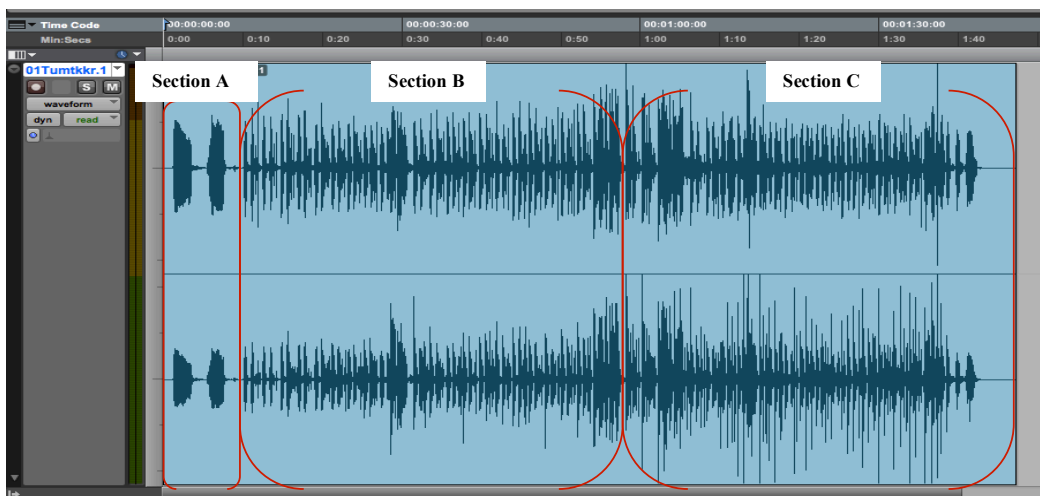 Time Code 00:00:00:00 00:00:30:00 00:01:00:00 00:01:30:00
Min:Secs 0:00 0:10 0:20 0:30 0:40 0:50 1:00 1:10 1:20 1:30 1:40
01Tumtkkr.1
Section A 1 Section B Section C
S M
waveform
dyn read